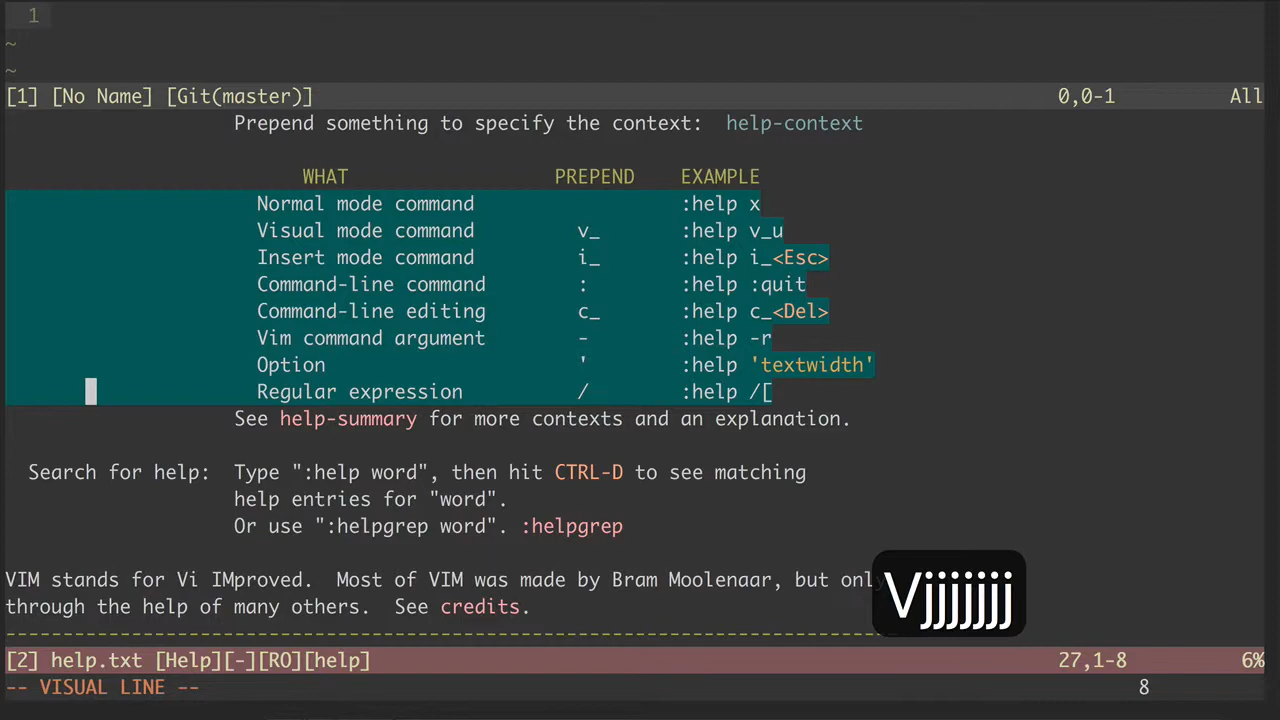 1
~
~
[1] [No Name] [Git(master)] 0,0-1 All
Prepend something to specify the context: help-context
WHAT PREPEND EXAMPLE
Normal mode command :help x
Visual mode command v_ :help v_u
Insert mode command i_ :help i_<Esc>
Command-line command : :help :quit
Command-line editing c_ :help c_<Del>
Vim command argument - :help -r
Option ' :help 'textwidth'
Regular expression / :help /[
See help-summary for more contexts and an explanation.
Search for help: Type ":help word", then hit CTRL-D to see matching
help entries for "word".
Or use ":helpgrep word". :helpgrep
VIM stands for Vi IMproved. Most of VIM was made by Bram Moolenaar, but only
through the help of many others. See credits.
Vjjjjjjj
[2] help.txt [Help][-][RO][help] 27,1-8 6%
-- VISUAL LINE -- 8